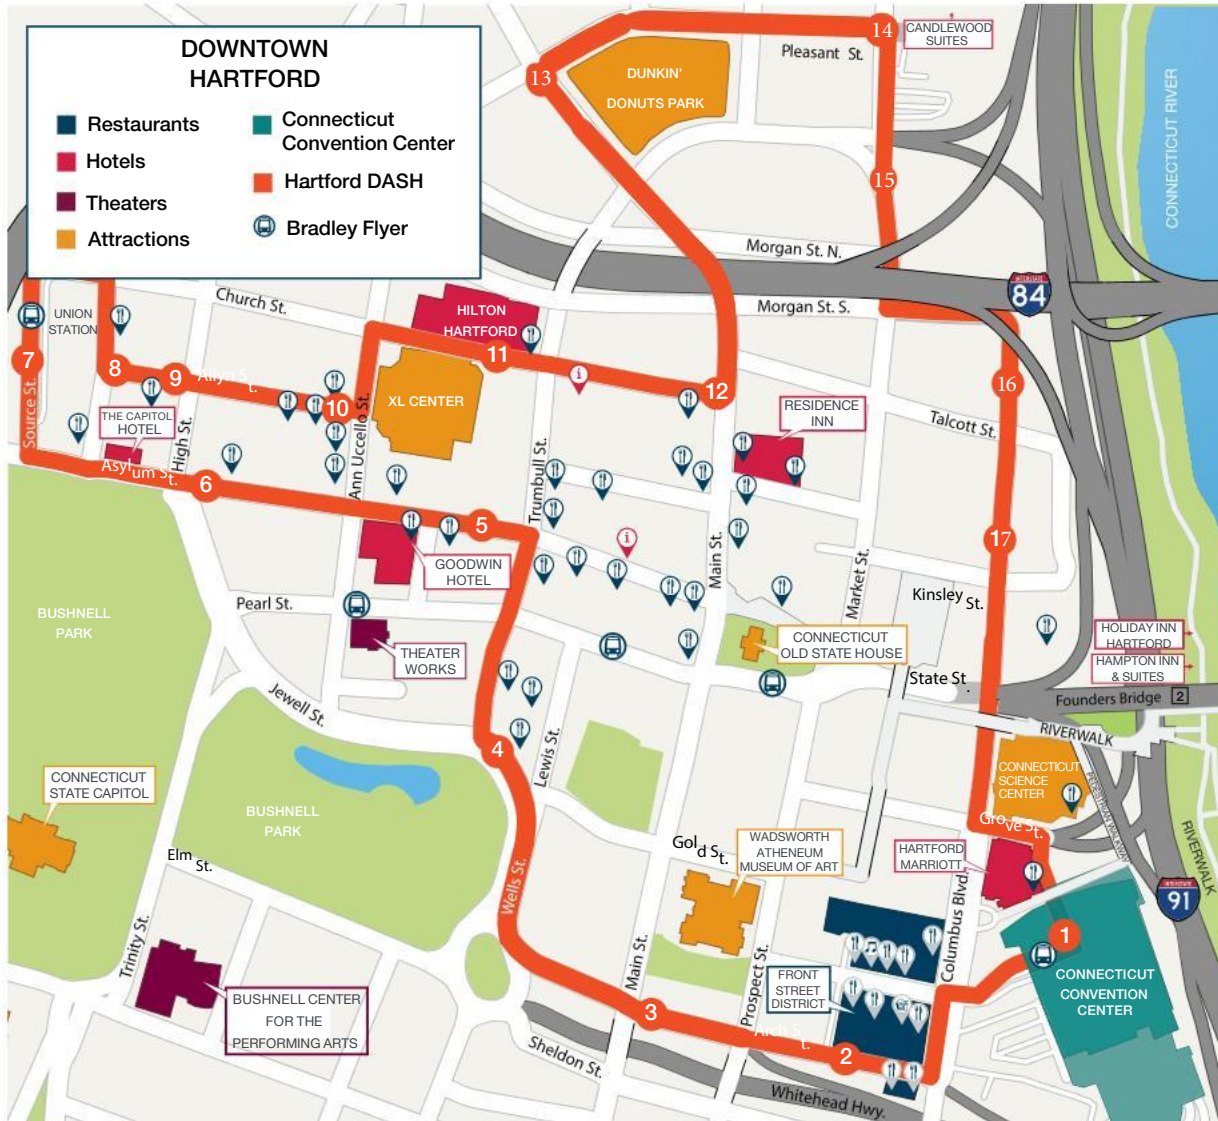 DOWNTOWN
HARTFORD
Restaurants
Hotels
Theaters
Attractions
Connecticut
Convention Center
Hartford DASH
Bradley Flyer
13
14
CANDLEWOOD
SUITES
Pleasant St.
DUNKIN'
DONUTS PARK
CONNECTICUT RIVER
15
Morgan St. N.
INTERSTATE
84
Morgan St. S.
Church St.
UNION
STATION
HILTON
HARTFORD
7
8
9
Allyn St.
10
11
12
16
i
XL CENTER
RESIDENCE
INN
Talcott St.
THE CAPITOL
HOTEL
Source St.
High St.
Ann Uccello St.
Trumbull St.
Asylum St.
6
5
17
i
Main St.
Market St.
GOODWIN
HOTEL
Kinsley St.
Pearl St.
BUSHNELL
PARK
THEATER
WORKS
CONNECTICUT
OLD STATE HOUSE
HOLIDAY INN
HARTFORD
HAMPTON INN
& SUITES
State St.
Founders Bridge 2
Jewell St.
RIVERWALK
4
Lewis St.
CONNECTICUT
SCIENCE
CENTER
PEDESTRIAN WALKWAY
RIVERWALK
CONNECTICUT
STATE CAPITOL
BUSHNELL
PARK
Grove St.
Gold St.
WADSWORTH
ATHENEUM
MUSEUM OF ART
HARTFORD
MARRIOTT
Elm St.
Wells St.
Columbus Blvd.
INTERSTATE
91
Trinity St.
Main St.
Prospect St.
1
FRONT
STREET
DISTRICT
CONNECTICUT
CONVENTION
CENTER
BUSHNELL CENTER
FOR THE
PERFORMING ARTS
3
Arch St.
2
Sheldon St.
Whitehead Hwy.